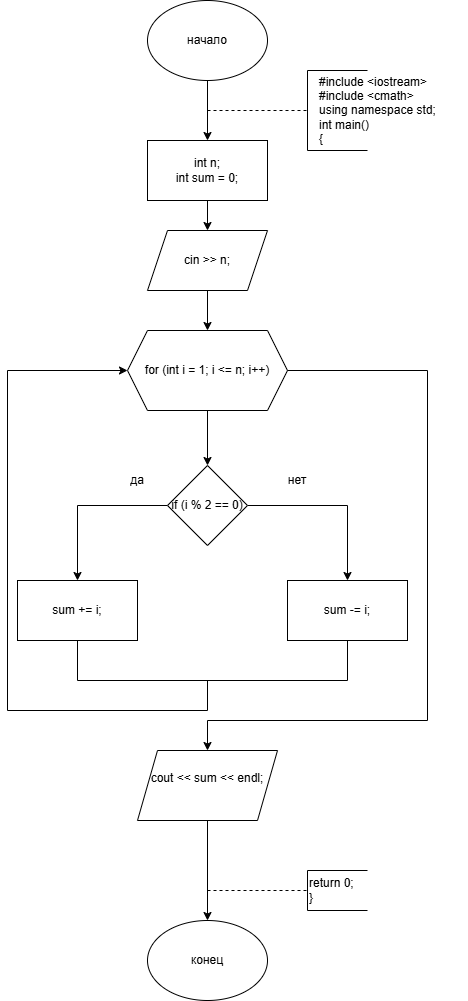 начало
#include <iostream>
#include <cmath>
using namespace std;
int main()
{
int n;
int sum = 0;
cin >> n;
for (int i = 1; i <= n; i++)
да
нет
if (i % 2 == 0)
sum += i;
sum -= i;
cout << sum << endl;
return 0;
}
конец